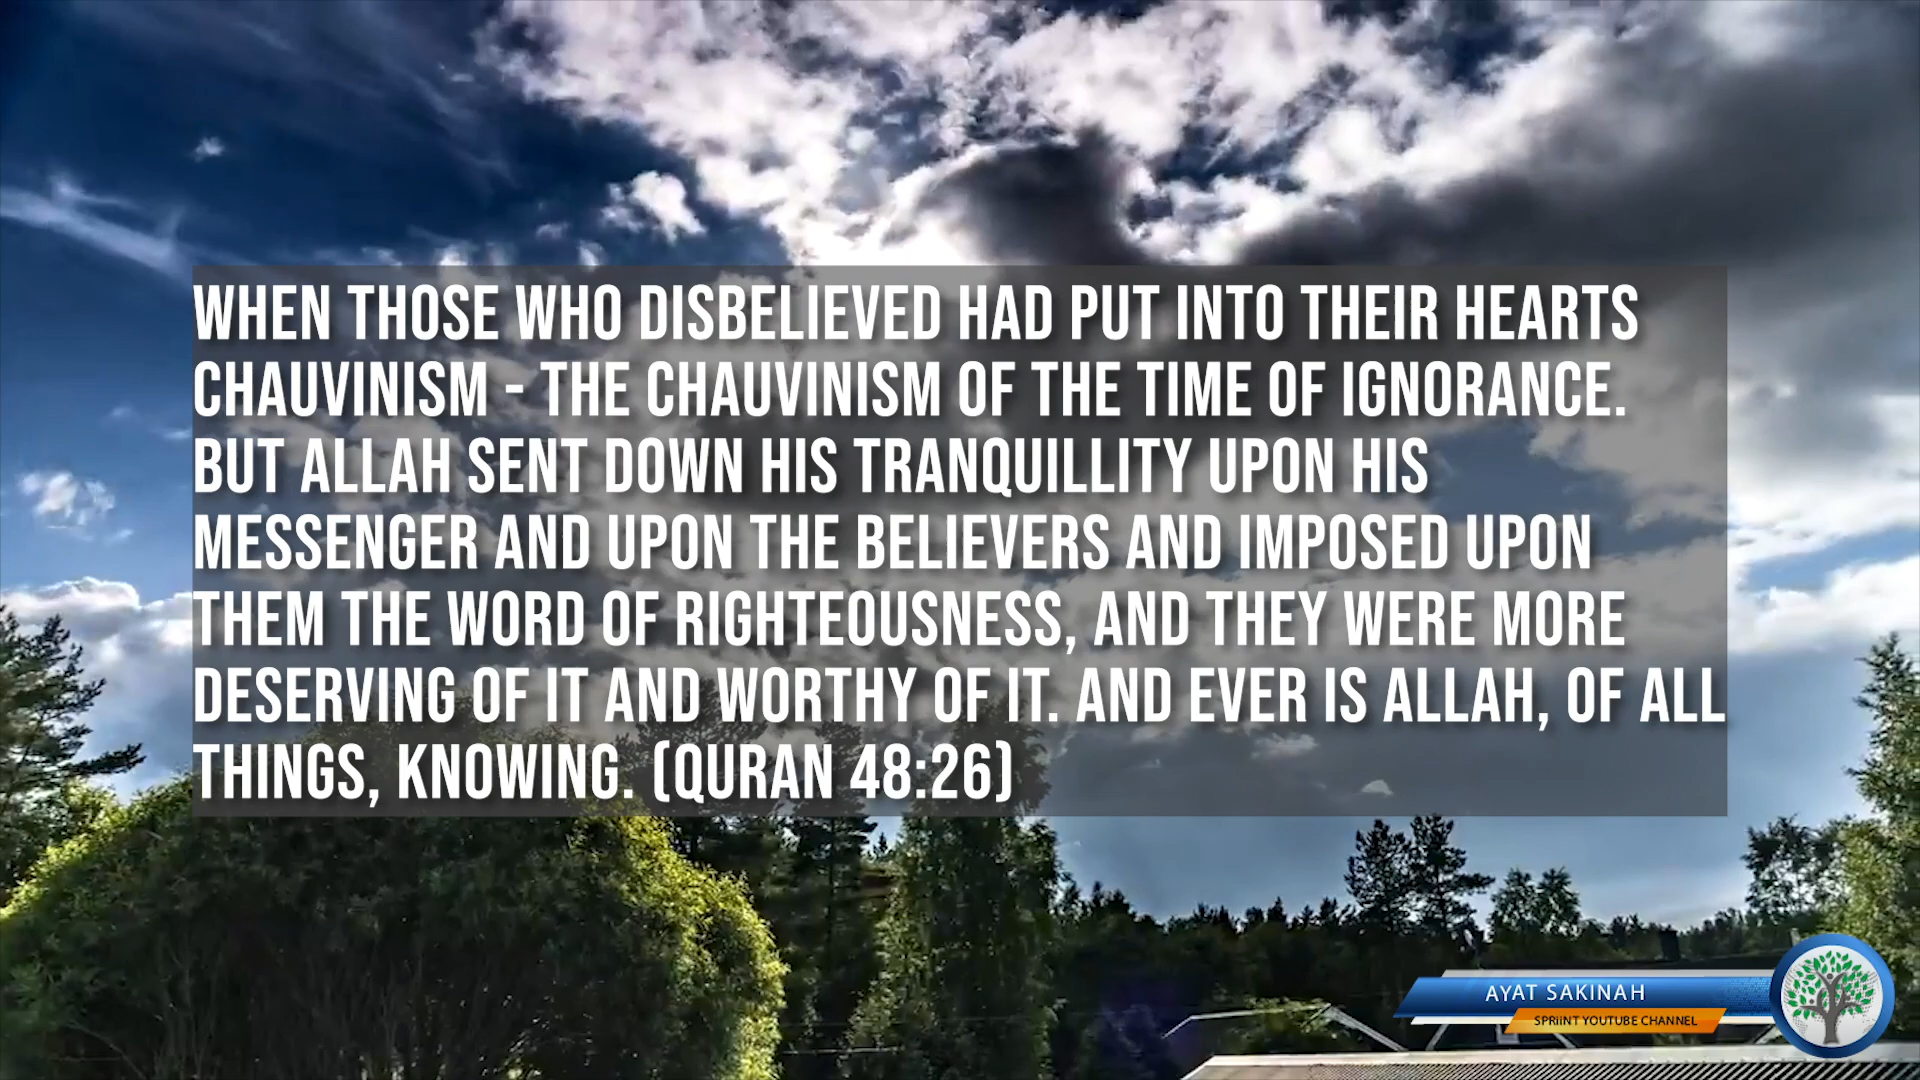 WHEN THOSE WHO DISBELIEVED HAD PUT INTO THEIR HEARTS
CHAUVINISM - THE CHAUVINISM OF THE TIME OF IGNORANCE.
BUT ALLAH SENT DOWN HIS TRANQUILLITY UPON HIS
MESSENGER AND UPON THE BELIEVERS AND IMPOSED UPON
THEM THE WORD OF RIGHTEOUSNESS, AND THEY WERE MORE
DESERVING OF IT AND WORTHY OF IT. AND EVER IS ALLAH, OF ALL
THINGS, KNOWING. (QURAN 48:26)
AYAT SAKINAH
SPRiiNT YOUTUBE CHANNEL